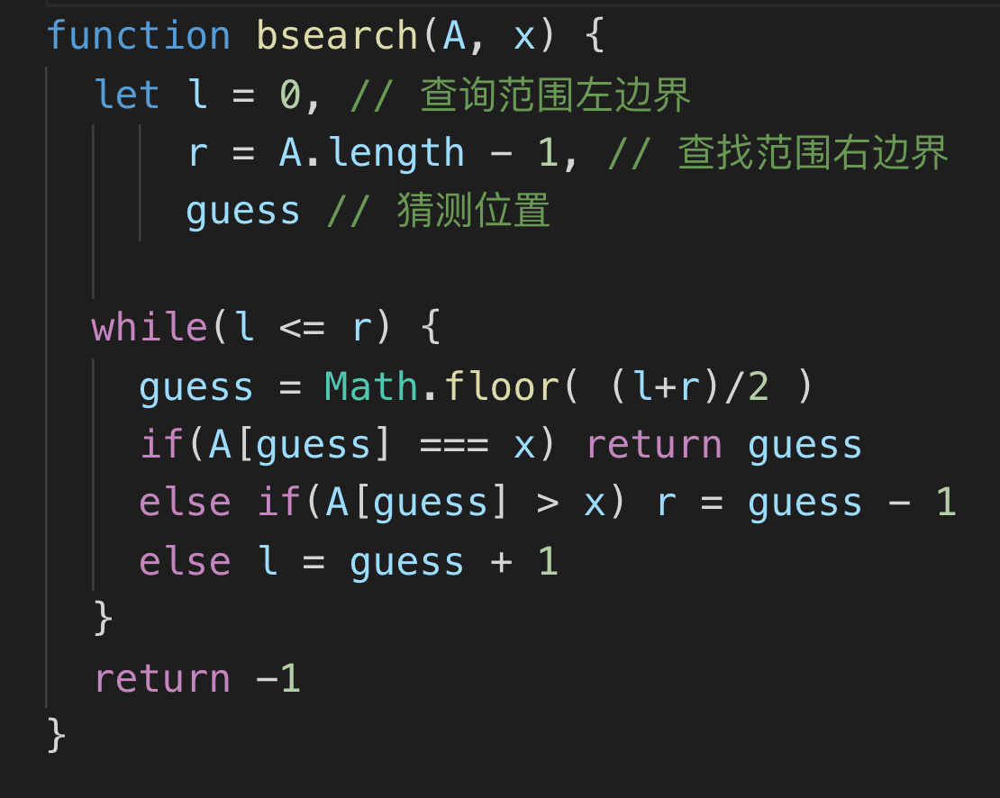 function bsearch(A, x) {
  let l = 0, // 查询范围左边界
      r = A.length - 1, // 查找范围右边界
      guess // 猜测位置
  while(l <= r) {
    guess = Math.floor( (l+r)/2 )
    if(A[guess] === x) return guess
    else if(A[guess] > x) r = guess - 1
    else l = guess + 1
  }
  return -1
}